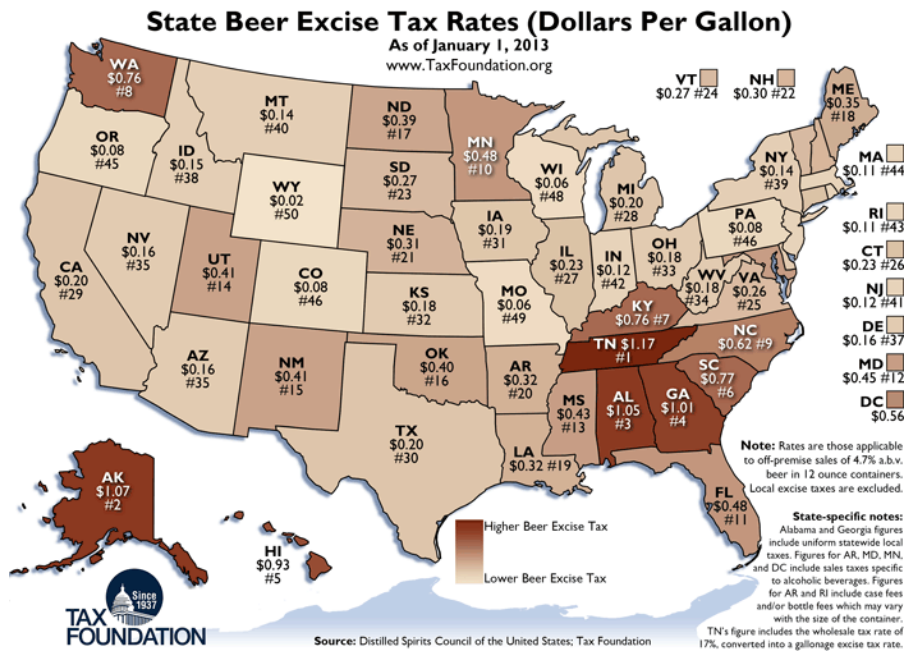 State Beer Excise Tax Rates (Dollars Per Gallon)
As of January 1, 2013
www.TaxFoundation.org
WA
$0.76
#8
MT
$0.14
#40
ND
$0.39
#17
MN
$0.48
#10
VT
$0.27 #24
NH
$0.30 #22
ME
$0.35
#18
OR
$0.08
#45
ID
$0.15
#38
WY
$0.02
#50
SD
$0.27
#23
WI
$0.06
#48
MI
$0.20
#28
NY
$0.14
#39
MA
$0.11 #44
RI
$0.11 #43
CT
$0.23 #26
NJ
$0.12 #41
DE
$0.16 #37
MD
$0.45 #12
DC
$0.56
NV
$0.16
#35
UT
$0.41
#14
CO
$0.08
#46
NE
$0.31
#21
IA
$0.19
#31
IL
$0.23
#27
IN
$0.12
#42
OH
$0.18
#33
PA
$0.08
#46
WV
$0.18
#34
VA
$0.26
#25
CA
$0.20
#29
KS
$0.18
#32
MO
$0.06
#49
KY
$0.76 #7
TN $1.17
#1
NC
$0.62 #9
SC
$0.77
#6
AZ
$0.16
#35
NM
$0.41
#15
OK
$0.40
#16
AR
$0.32
#20
MS
$0.43
#13
AL
$1.05
#3
GA
$1.01
#4
TX
$0.20
#30
LA
$0.32 #19
FL
$0.48
#11
AK
$1.07
#2
HI
$0.93
#5
Higher Beer Excise Tax
Lower Beer Excise Tax
Note: Rates are those applicable
to off-premise sales of 4.7% a.b.v.
beer in 12 ounce containers.
Local excise taxes are excluded.
State-specific notes:
Alabama and Georgia figures
include uniform statewide local
taxes. Figures for AR, MD, MN,
and DC include sales taxes specific
to alcoholic beverages. Figures
for AR and RI include case fees
and/or bottle fees which may vary
with the size of the container.
TN's figure includes the wholesale tax rate of
17%, converted into a gallonage excise tax rate.
Since
1937
TAX
FOUNDATION
Source: Distilled Spirits Council of the United States; Tax Foundation